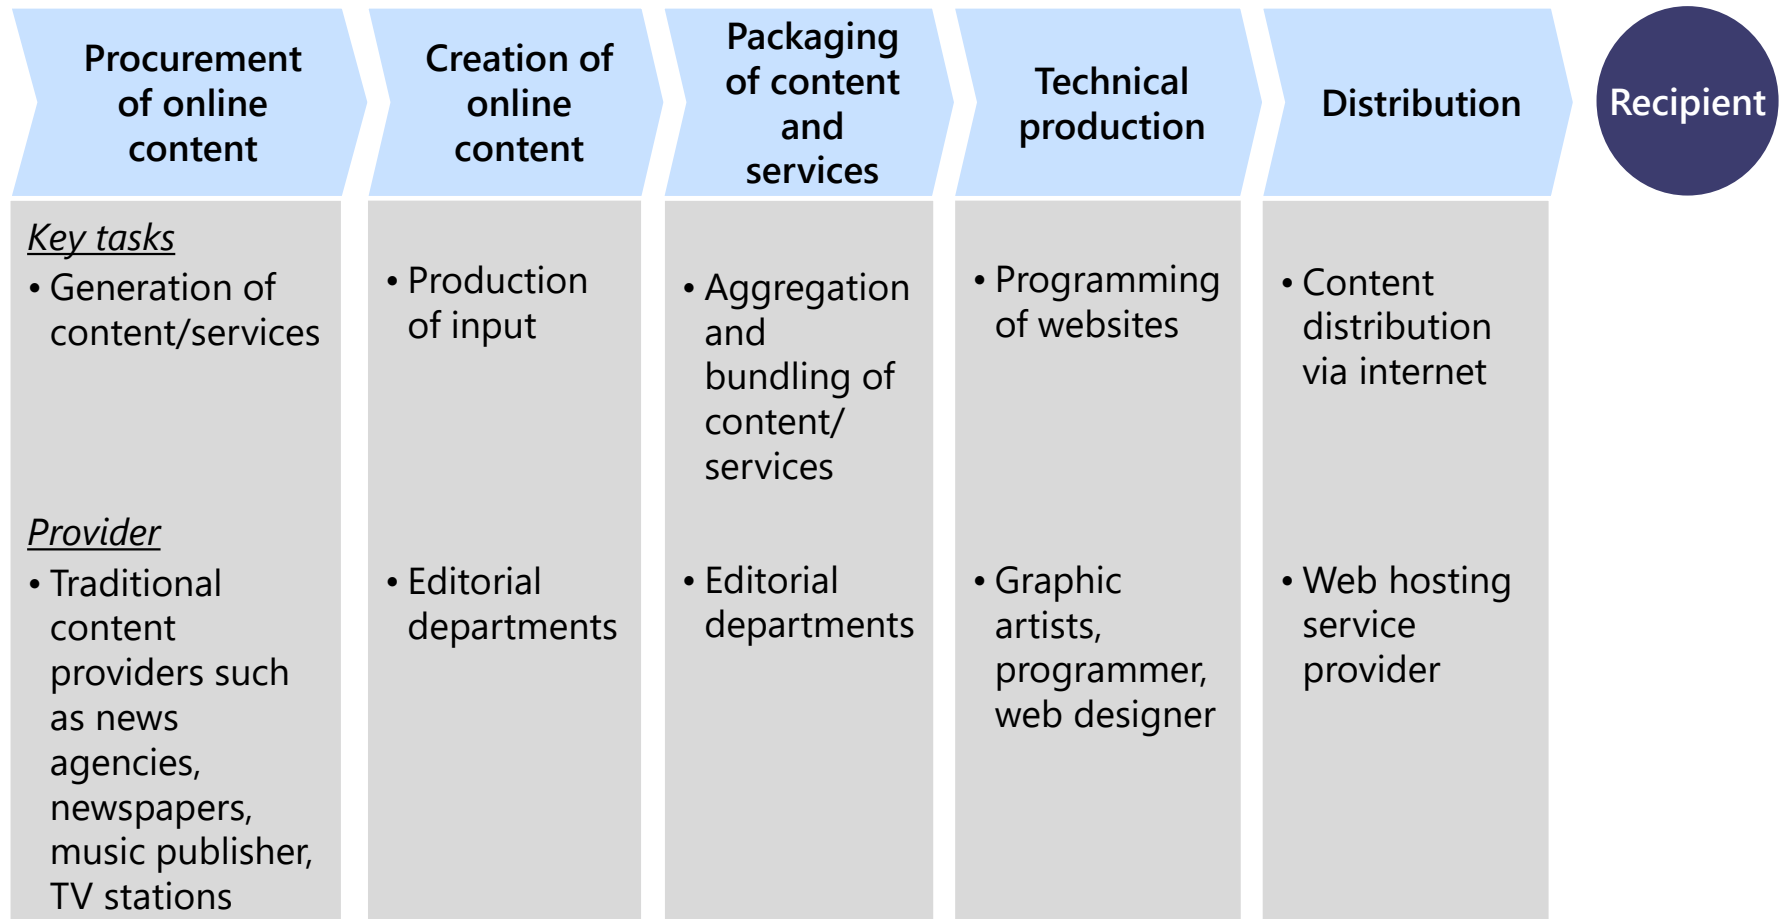 Procurement
of online
content
Creation of
online
content
Packaging
of content
and
services
Technical
production
Distribution
Recipient
Key tasks
• Generation of
content/services
• Production
of input
• Aggregation
and
bundling of
content/
services
• Programming
of websites
• Content
distribution
via internet
Provider
• Traditional
content
providers such
as news
agencies,
newspapers,
music publisher,
TV stations
• Editorial
departments
• Editorial
departments
• Graphic
artists,
programmer,
web designer
• Web hosting
service
provider